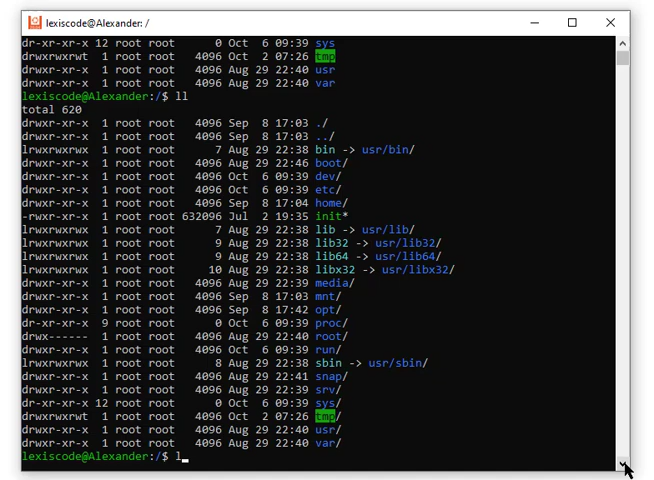 lexiscode@Alexander: /
dr-xr-xr-x 12 root root 0 Oct 6 09:39 sys
drwxrwxrwt 1 root root 4096 Oct 2 07:26 tmp
drwxr-xr-x 1 root root 4096 Aug 29 22:40 usr
drwxr-xr-x 1 root root 4096 Aug 29 22:40 var
lexiscode@Alexander:/$ ll
total 620
drwxr-xr-x 1 root root 4096 Sep 8 17:03 ./
drwxr-xr-x 1 root root 4096 Sep 8 17:03 ../
lrwxrwxrwx 1 root root 7 Aug 29 22:38 bin -> usr/bin/
drwxr-xr-x 1 root root 4096 Aug 29 22:46 boot/
drwxr-xr-x 1 root root 4096 Oct 6 09:39 dev/
drwxr-xr-x 1 root root 4096 Oct 6 09:39 etc/
drwxr-xr-x 1 root root 4096 Sep 8 17:04 home/
-rwxr-xr-x 1 root root 632096 Jul 2 19:35 init*
lrwxrwxrwx 1 root root 7 Aug 29 22:38 lib -> usr/lib/
lrwxrwxrwx 1 root root 9 Aug 29 22:38 lib32 -> usr/lib32/
lrwxrwxrwx 1 root root 9 Aug 29 22:38 lib64 -> usr/lib64/
lrwxrwxrwx 1 root root 10 Aug 29 22:38 libx32 -> usr/libx32/
drwxr-xr-x 1 root root 4096 Aug 29 22:39 media/
drwxr-xr-x 1 root root 4096 Sep 8 17:03 mnt/
drwxr-xr-x 1 root root 4096 Sep 8 17:42 opt/
dr-xr-xr-x 9 root root 0 Oct 6 09:39 proc/
drwx------ 1 root root 4096 Aug 29 22:40 root/
drwxr-xr-x 1 root root 4096 Oct 6 09:39 run/
lrwxrwxrwx 1 root root 8 Aug 29 22:38 sbin -> usr/sbin/
drwxr-xr-x 1 root root 4096 Aug 29 22:41 snap/
drwxr-xr-x 1 root root 4096 Aug 29 22:39 srv/
dr-xr-xr-x 12 root root 0 Oct 6 09:39 sys/
drwxrwxrwt 1 root root 4096 Oct 2 07:26 tmp/
drwxr-xr-x 1 root root 4096 Aug 29 22:40 usr/
drwxr-xr-x 1 root root 4096 Aug 29 22:40 var/
lexiscode@Alexander:/$ l